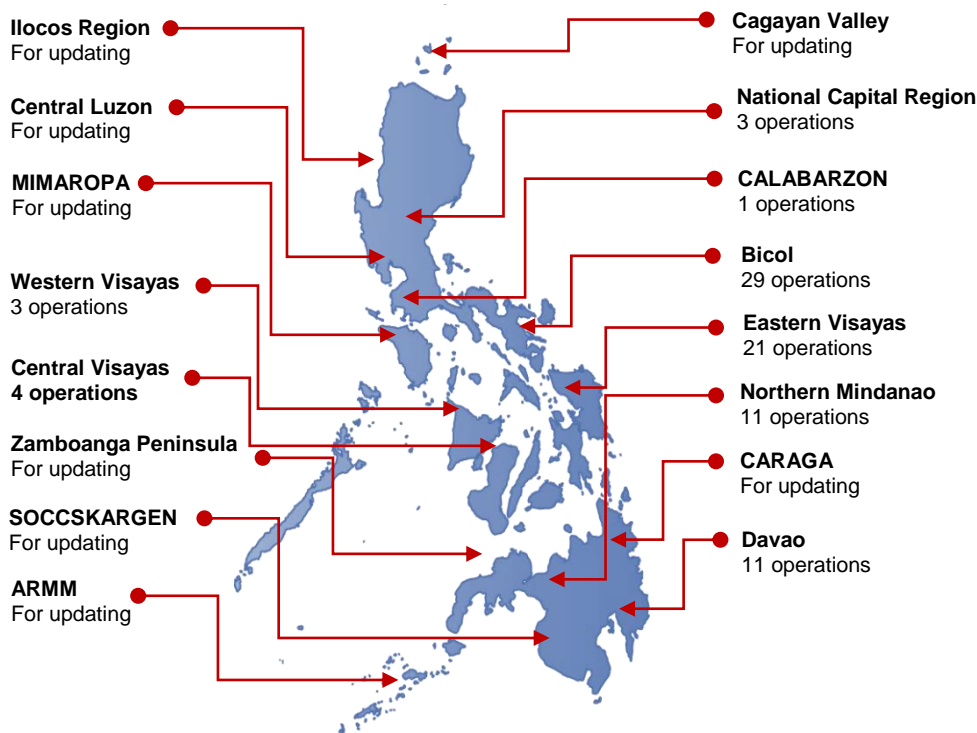 Ilocos Region
For updating
Central Luzon
For updating
MIMAROPA
For updating
Western Visayas
3 operations
Central Visayas
4 operations
Zamboanga Peninsula
For updating
SOCCSKARGEN
For updating
ARMM
For updating
Cagayan Valley
For updating
National Capital Region
3 operations
CALABARZON
1 operations
Bicol
29 operations
Eastern Visayas
21 operations
Northern Mindanao
11 operations
CARAGA
For updating
Davao
11 operations